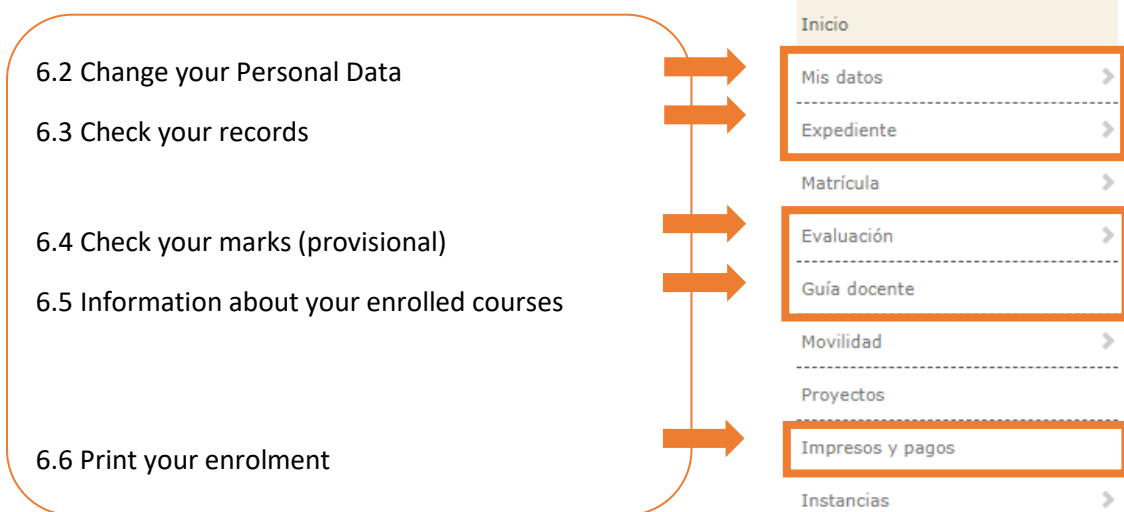 6.2 Change your Personal Data
6.3 Check your records
6.4 Check your marks (provisional)
6.5 Information about your enrolled courses
6.6 Print your enrolment
Inicio
Mis datos
Expediente
Matrícula
Evaluación
Guía docente
Movilidad
Proyectos
Impresos y pagos
Instancias